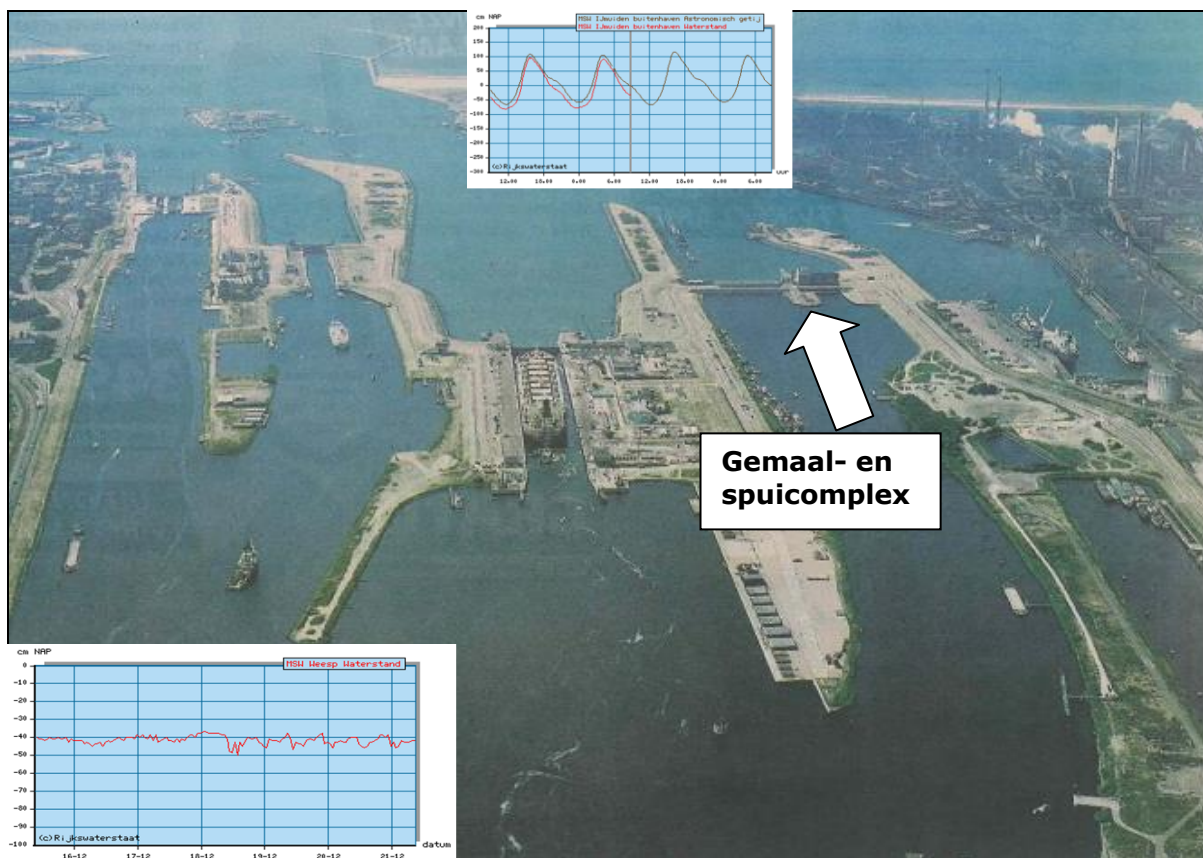 cm NAP
MSW IJmuiden buitenhaven Astronomisch getij
MSW IJmuiden buitenhaven Waterstand
200
150
100
50
0
-50
-100
-150
-200
-250
-300
(c)Rijkswaterstaat
uur
12.00 18.00 0.00 6.00 12.00 18.00 0.00 6.00
Gemaal- en
spuicomplex
cm NAP
MSW Weesp Waterstand
0
-10
-20
-30
-40
-50
-60
-70
-80
-90
-100
(c)Rijkswaterstaat
datum
16-12 17-12 18-12 19-12 20-12 21-12